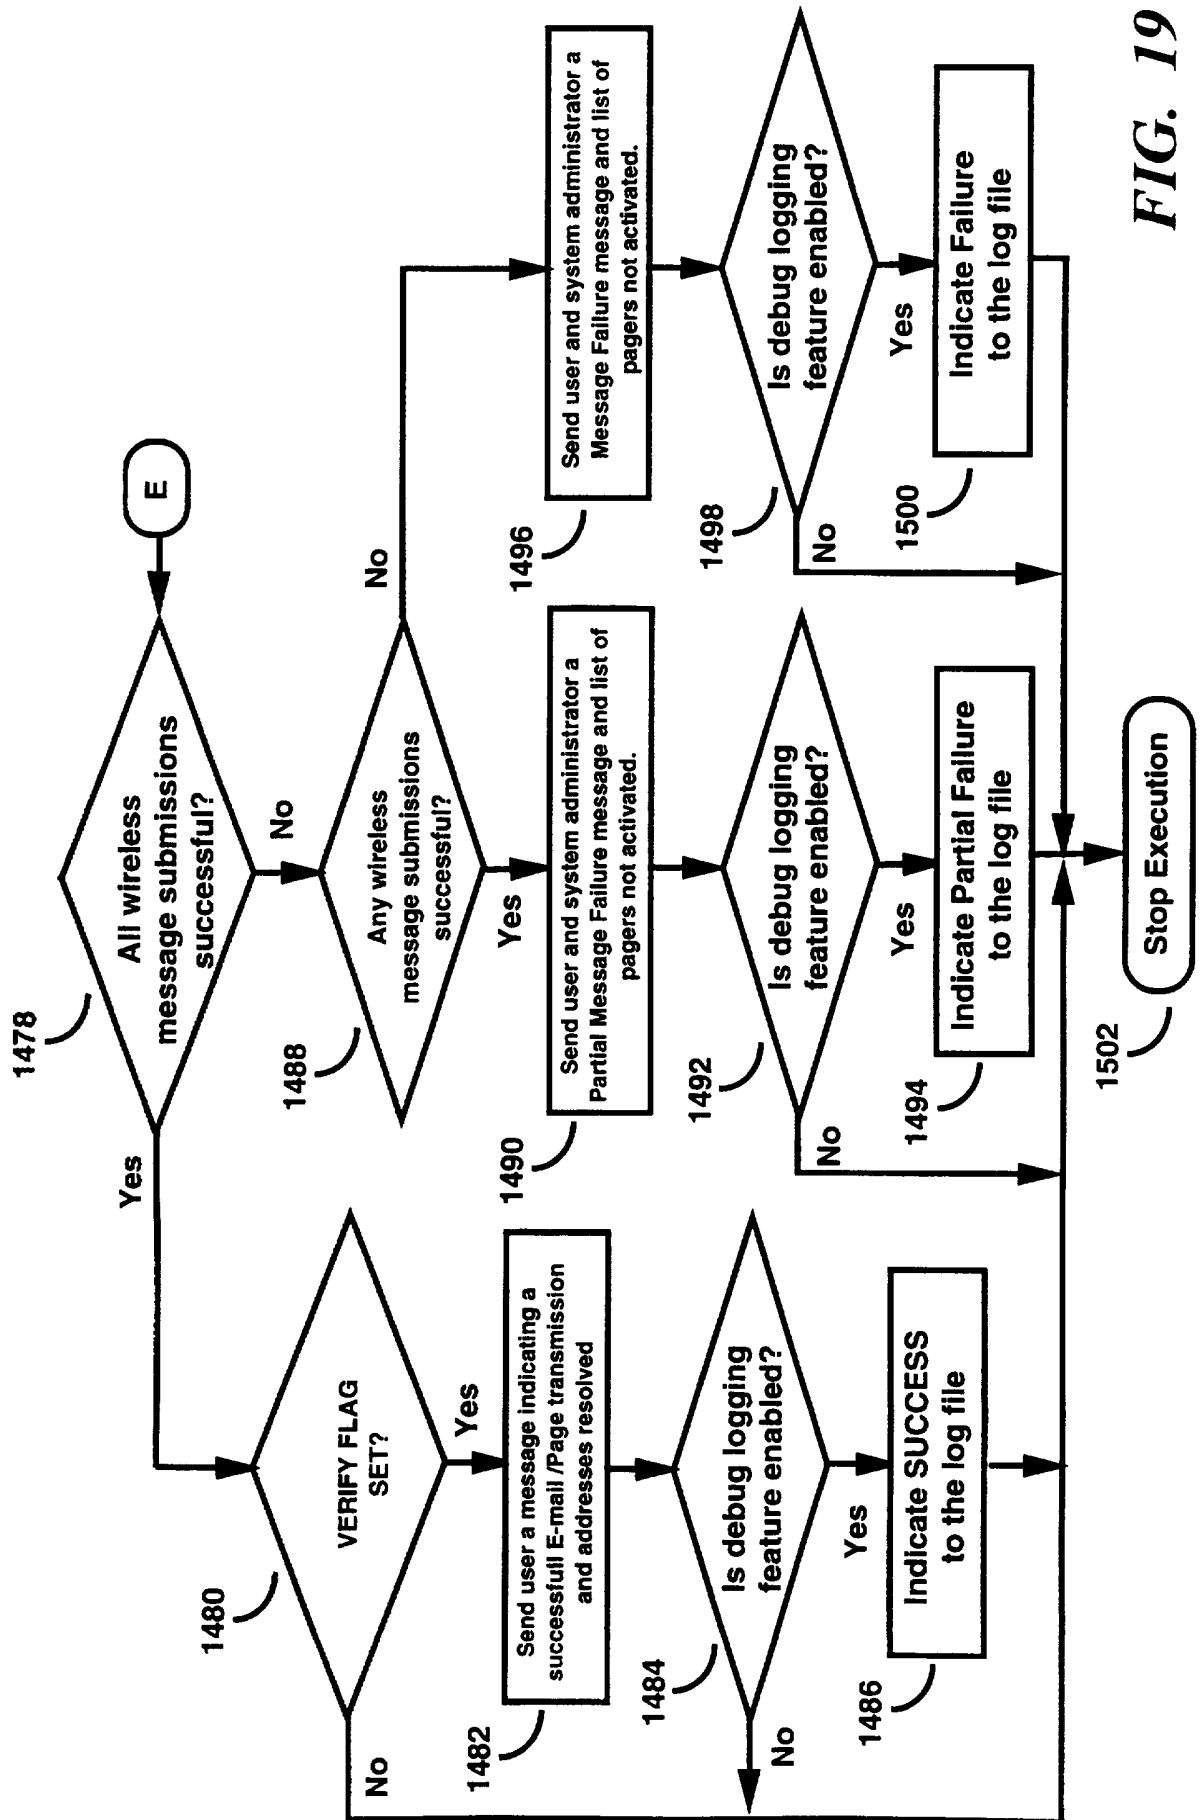 E
1478
All wireless
message submissions
successful?
Yes
No
1480
VERIFY FLAG
SET?
Yes
No
1482
Send user a message indicating a
successfull E-mail /Page transmission
and addresses resolved
1484
Is debug logging
feature enabled?
No
Yes
1486
Indicate SUCCESS
to the log file
1488
Any wireless
message submissions
successful?
No
Yes
1490
Send user and system administrator a
Partial Message Failure message and list of
pagers not activated.
1492
Is debug logging
feature enabled?
No
Yes
1494
Indicate Partial Failure
to the log file
1496
Send user and system administrator a
Message Failure message and list of
pagers not activated.
1498
Is debug logging
feature enabled?
No
Yes
1500
Indicate Failure
to the log file
1502
Stop Execution
FIG. 19